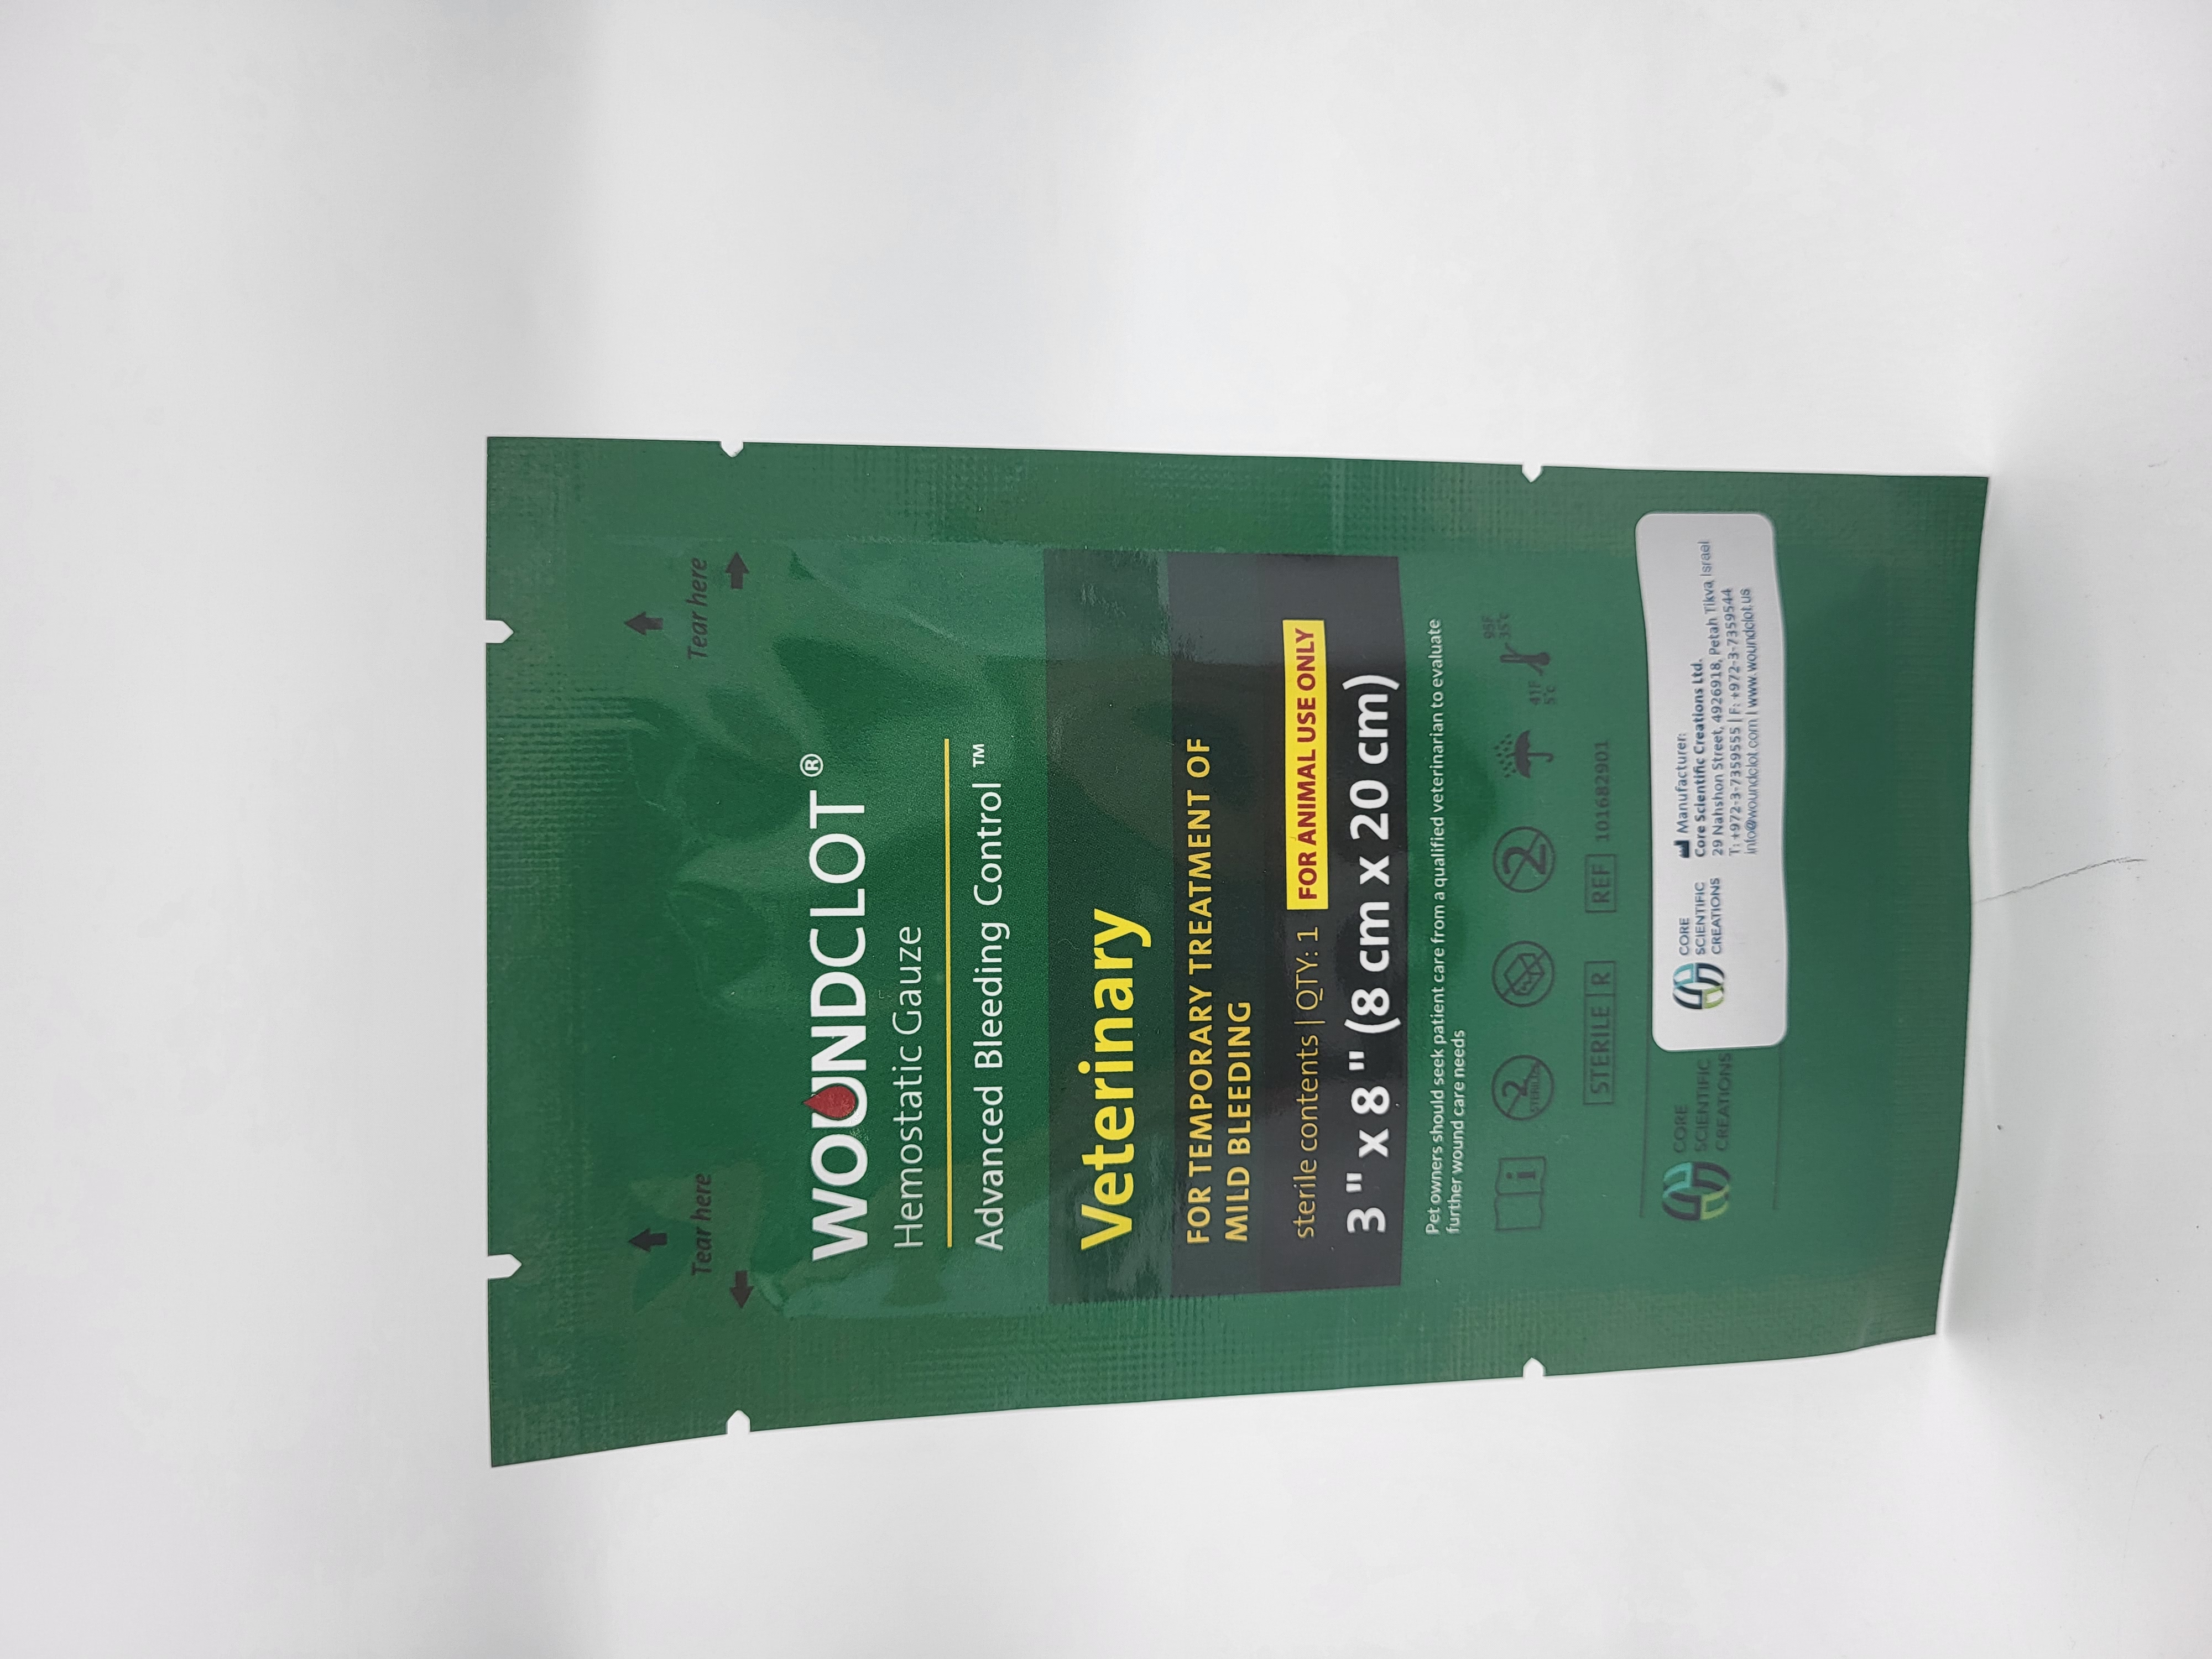 Tear here
Tear here
WOUNDCLOT®
Hemostatic Gauze
Advanced Bleeding Control ™
Veterinary
FOR TEMPORARY TREATMENT OF
MILD BLEEDING
sterile contents | QTY: 1 FOR ANIMAL USE ONLY
3 " x 8 " (8 cm x 20 cm)
Pet owners should seek patient care from a qualified veterinarian to evaluate
further wound care needs
41F
5°c
95F
35°c
STERILE R REF 101682901
CORE
SCIENTIFIC
CREATIONS
CORE
SCIENTIFIC
CREATIONS
Manufacturer:
Core Scientific Creations Ltd.
29 Nahshon Street, 4926918, Petah Tikva Israel
T: +972-3-7359555 | F: +972-3-7359544
info@woundclot.com | www.woundclot.us